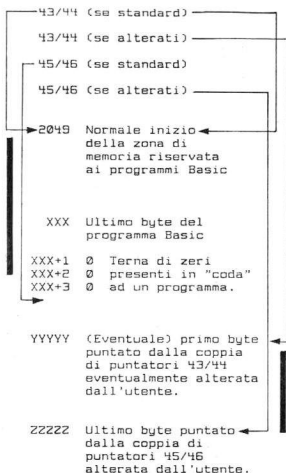 43/44 (se standard)
43/44 (se alterati)
45/46 (se standard)
45/46 (se alterati)
2049 Normale inizio
della zona di
memoria riservata
ai programmi Basic
XXX Ultimo byte del
programma Basic
XXX+1 0 Terna di zeri
XXX+2 0 presenti in "coda"
XXX+3 0 ad un programma.
YYYYY (Eventuale) primo byte
puntato dalla coppia
di puntatori 43/44
eventualmente alterata
dall'utente.
ZZZZZ Ultimo byte puntato
dalla coppia di
puntatori 45/46
alterata dall'utente.